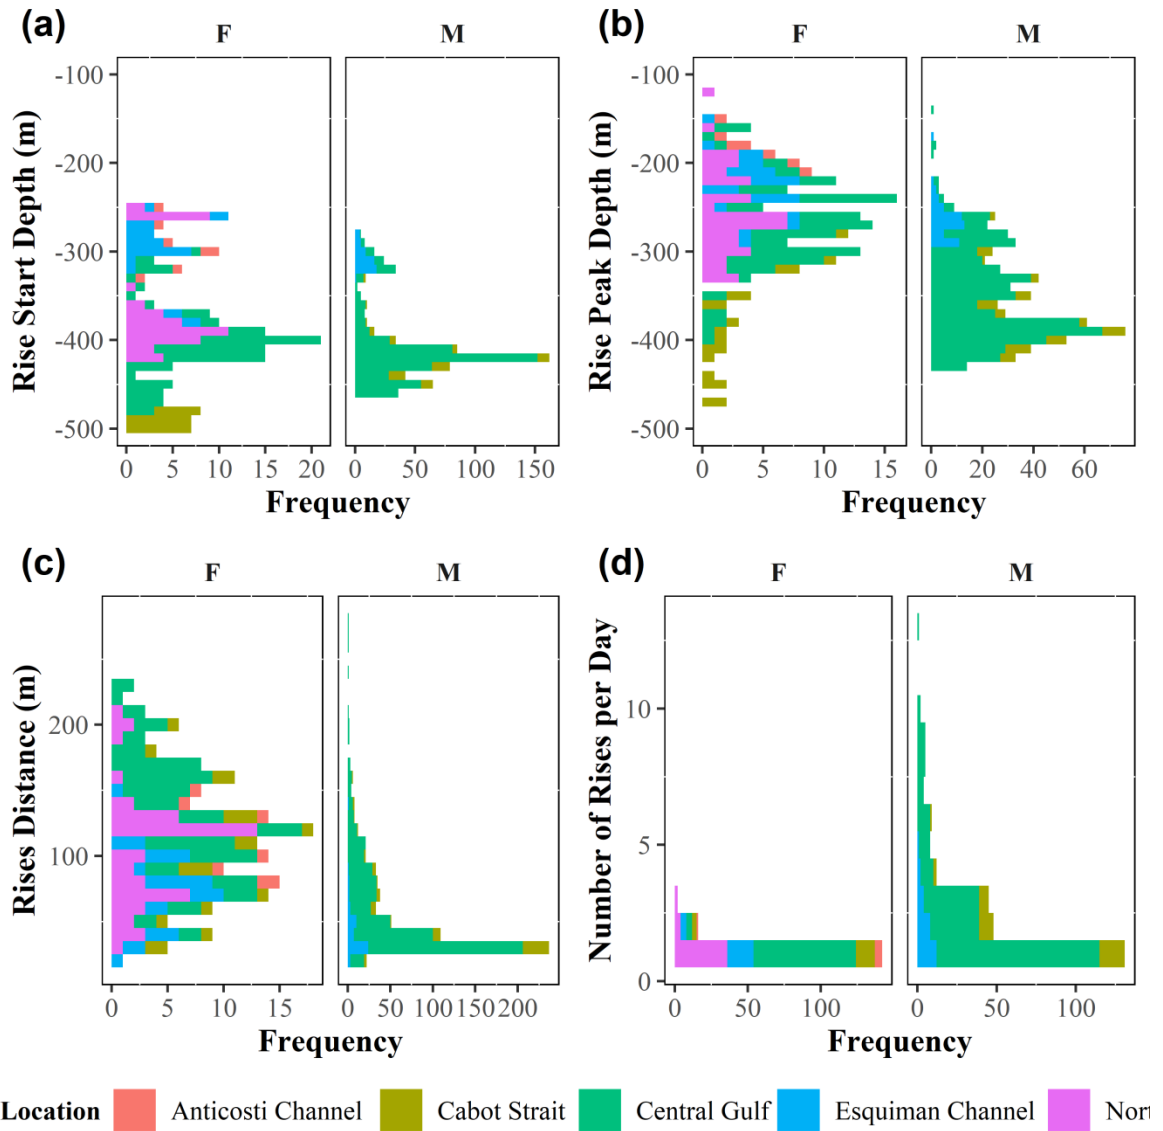 (a)
F
M
-100
-200
-300
-400
-500
Rise Start Depth (m)
0 5 10 15 20
0 50 100 150
Frequency
(b)
F
M
-100
-200
-300
-400
-500
Rise Peak Depth (m)
0 5 10 15
0 20 40 60
Frequency
(c)
F
M
200
100
Rises Distance (m)
0 5 10 15
0 50 100 150 200
Frequency
(d)
F
M
10
5
0
Number of Rises per Day
0 50 100
0 50 100
Frequency
Location Anticosti Channel Cabot Strait Central Gulf Esquiman Channel Nort